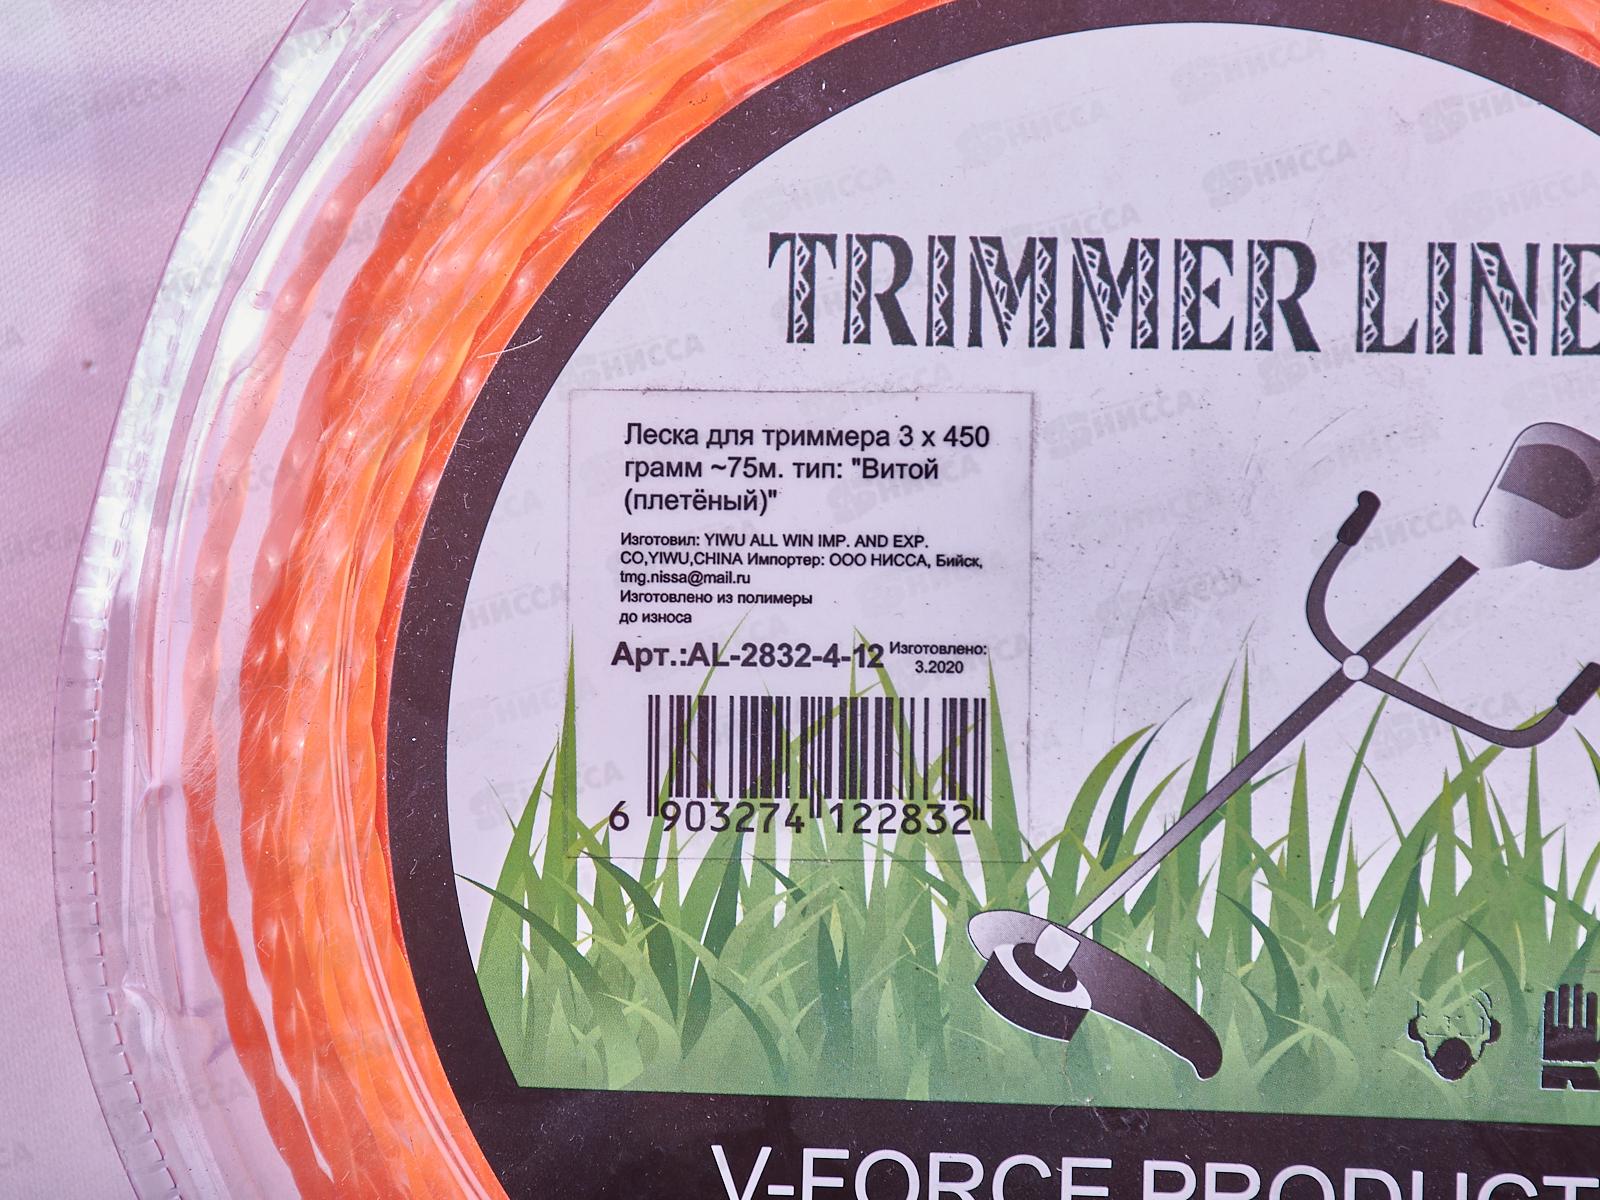 TRIMMER LINE
Леска для триммера 3 х 450
грамм ~75м. тип: "Витой
(плетёный)"
Изготовил: YIWU ALL WIN IMP. AND EXP.
CO,YIWU,CHINA Импортер: ООО НИССА, Бийск,
tmg.nissa@mail.ru
Изготовлено из полимеры
до износа
Арт.:AL-2832-4-12 Изготовлено:
3.2020
6 903274 122832
V-FORCE PRODUCT
НИССА